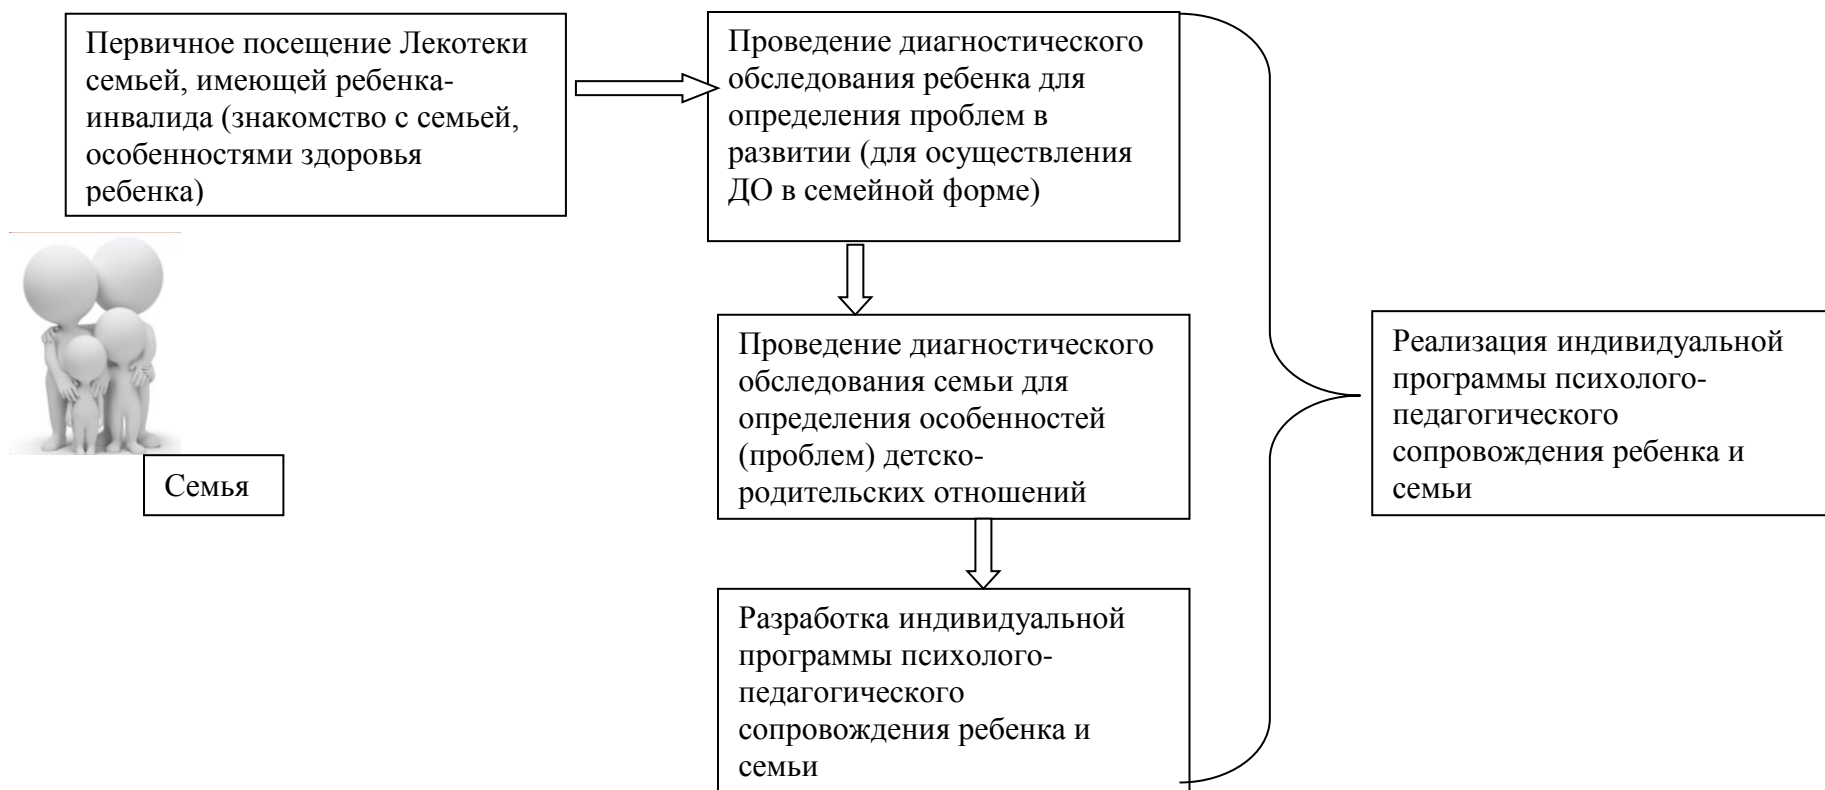 Первичное посещение Лекотеки
семьей, имеющей ребенка-
инвалида (знакомство с семьей,
особенностями здоровья
ребенка)
Проведение диагностического
обследования ребенка для
определения проблем в
развитии (для осуществления
ДО в семейной форме)
Семья
Проведение диагностического
обследования семьи для
определения особенностей
(проблем) детско-
родительских отношений
Разработка индивидуальной
программы психолого-
педагогического
сопровождения ребенка и
семьи
Реализация индивидуальной
программы психолого-
педагогического
сопровождения ребенка и
семьи